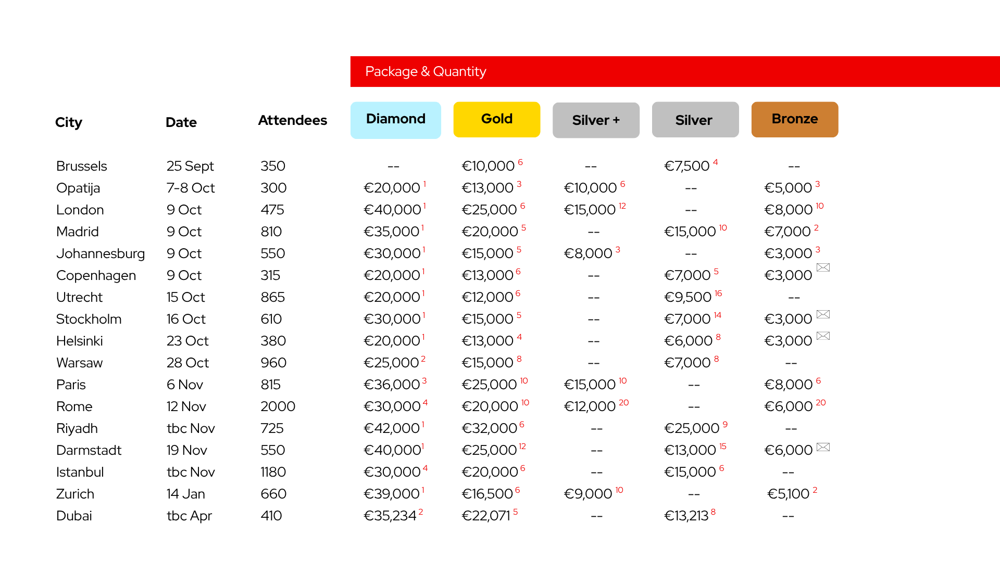 Package & Quantity
City Date Attendees Diamond Gold Silver + Silver Bronze
Brussels 25 Sept 350 -- €10,000 6 -- €7,500 4 --
Opatija 7-8 Oct 300 €20,000 1 €13,000 3 €10,000 6 -- €5,000 3
London 9 Oct 475 €40,000 1 €25,000 6 €15,000 12 -- €8,000 10
Madrid 9 Oct 810 €35,000 1 €20,000 5 -- €15,000 10 €7,000 2
Johannesburg 9 Oct 550 €30,000 1 €15,000 5 €8,000 3 -- €3,000 3
Copenhagen 9 Oct 315 €20,000 1 €13,000 6 -- €7,000 5 €3,000
Utrecht 15 Oct 865 €20,000 1 €12,000 6 -- €9,500 16 --
Stockholm 16 Oct 610 €30,000 1 €15,000 5 -- €7,000 14 €3,000
Helsinki 23 Oct 380 €20,000 1 €13,000 4 -- €6,000 8 €3,000
Warsaw 28 Oct 960 €25,000 2 €15,000 8 -- €7,000 8 --
Paris 6 Nov 815 €36,000 3 €25,000 10 €15,000 10 -- €8,000 6
Rome 12 Nov 2000 €30,000 4 €20,000 10 €12,000 20 -- €6,000 20
Riyadh tbc Nov 725 €42,000 1 €32,000 6 -- €25,000 9 --
Darmstadt 19 Nov 550 €40,000 1 €25,000 12 -- €13,000 15 €6,000
Istanbul tbc Nov 1180 €30,000 4 €20,000 6 -- €15,000 6 --
Zurich 14 Jan 660 €39,000 1 €16,500 6 €9,000 10 -- €5,100 2
Dubai tbc Apr 410 €35,234 2 €22,071 5 -- €13,213 8 --